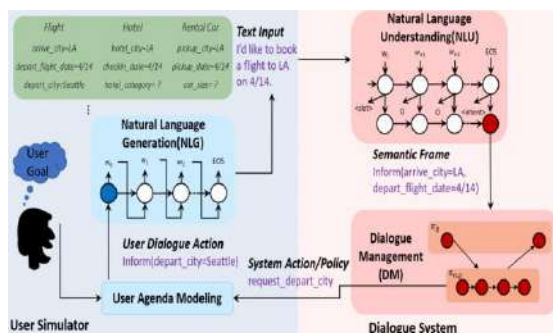 Flight
arrive_city=LA
depart_flight_date=4/14
depart_city=Seattle
Hotel
hotel_city=LA
checkin_date=4/14
hotel_category=?
Rental Car
pickup_city=LA
pickup_date=4/14
car_size=?
Text Input
I'd like to book
a flight to LA
on 4/14.
Natural Language
Understanding(NLU)
EOS
<slot>
O
O
<intent>
Semantic Frame
Inform(arrive_city=LA,
depart_flight_date=4/14)
User
Goal
Natural Language
Generation(NLG)
EOS
User Dialogue Action
Inform(depart_city=Seattle)
System Action/Policy
request_depart_city
Dialogue
Management
(DM)
User Agenda Modeling
User Simulator
Dialogue System